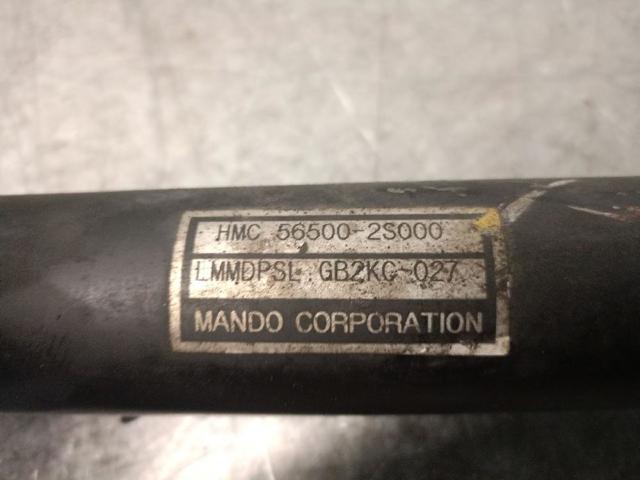 HMC 56500-2S000
LMMDPSL GB2KC-027
MANDO CORPORATION